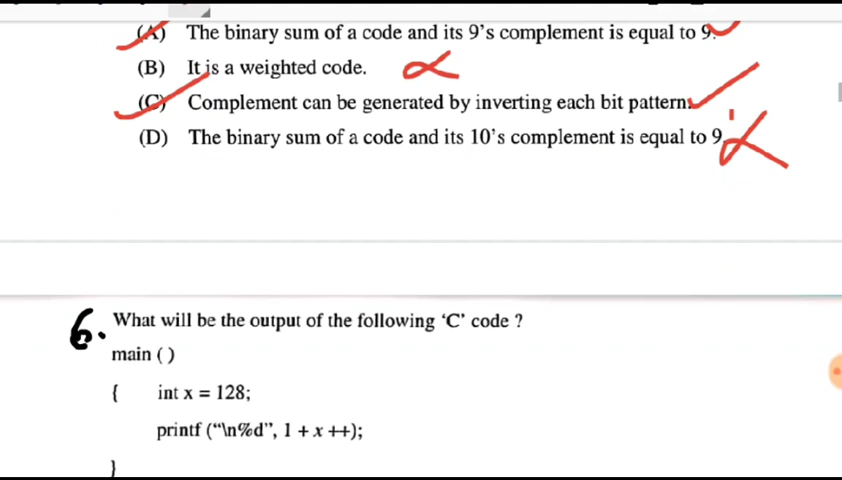 (A) The binary sum of a code and its 9's complement is equal to 9.
(B) It is a weighted code.
(C) Complement can be generated by inverting each bit pattern.
(D) The binary sum of a code and its 10's complement is equal to 9.
6. What will be the output of the following 'C' code ?
main ( )
{ int x = 128;
printf ("\n%d", 1 + x ++);
}